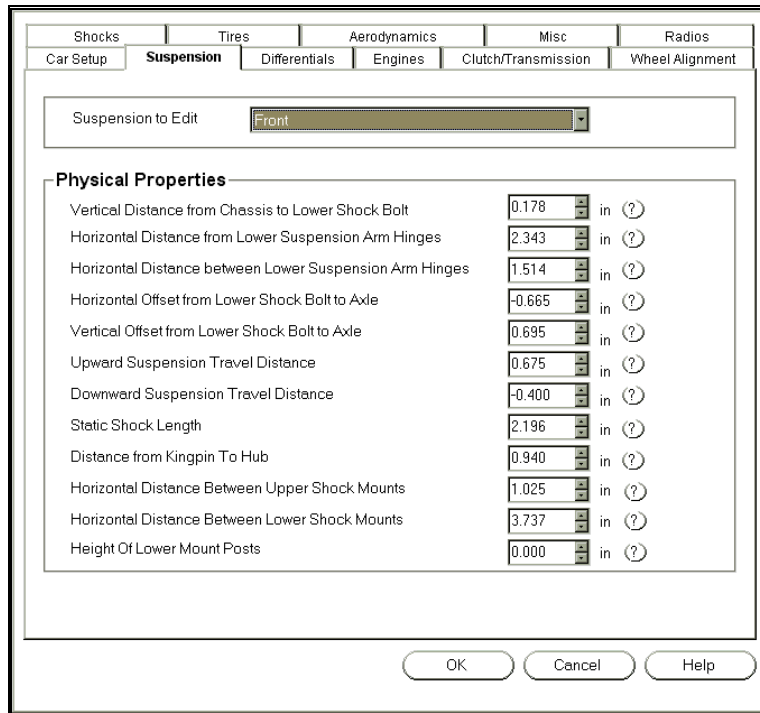 Shocks Tires Aerodynamics Misc Radios
Car Setup Suspension Differentials Engines Clutch/Transmission Wheel Alignment
Suspension to Edit Front
Physical Properties
Vertical Distance from Chassis to Lower Shock Bolt 0.178 in (?)
Horizontal Distance from Lower Suspension Arm Hinges 2.343 in (?)
Horizontal Distance between Lower Suspension Arm Hinges 1.514 in (?)
Horizontal Offset from Lower Shock Bolt to Axle -0.665 in (?)
Vertical Offset from Lower Shock Bolt to Axle 0.695 in (?)
Upward Suspension Travel Distance 0.675 in (?)
Downward Suspension Travel Distance -0.400 in (?)
Static Shock Length 2.196 in (?)
Distance from Kingpin To Hub 0.940 in (?)
Horizontal Distance Between Upper Shock Mounts 1.025 in (?)
Horizontal Distance Between Lower Shock Mounts 3.737 in (?)
Height Of Lower Mount Posts 0.000 in (?)
OK Cancel Help